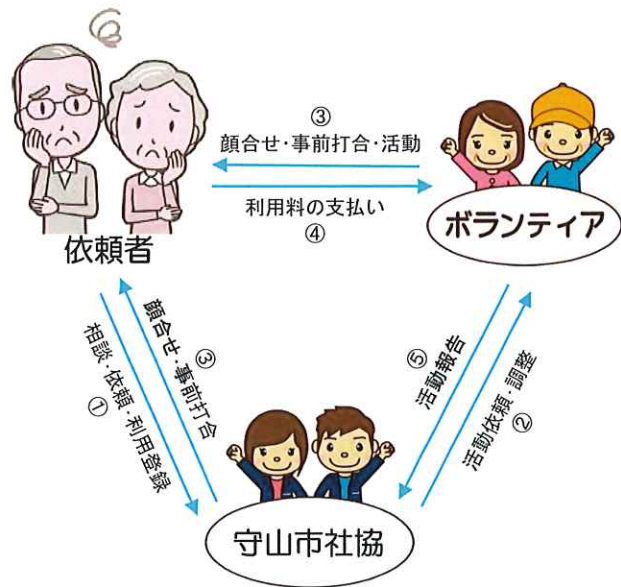 ③
顔合せ・事前打合・活動
利用料の支払い
④
依頼者
ボランティア
①
相談・依頼・利用登録
③
顔合せ・事前打合
⑤
活動報告
②
活動依頼・調整
守山市社協